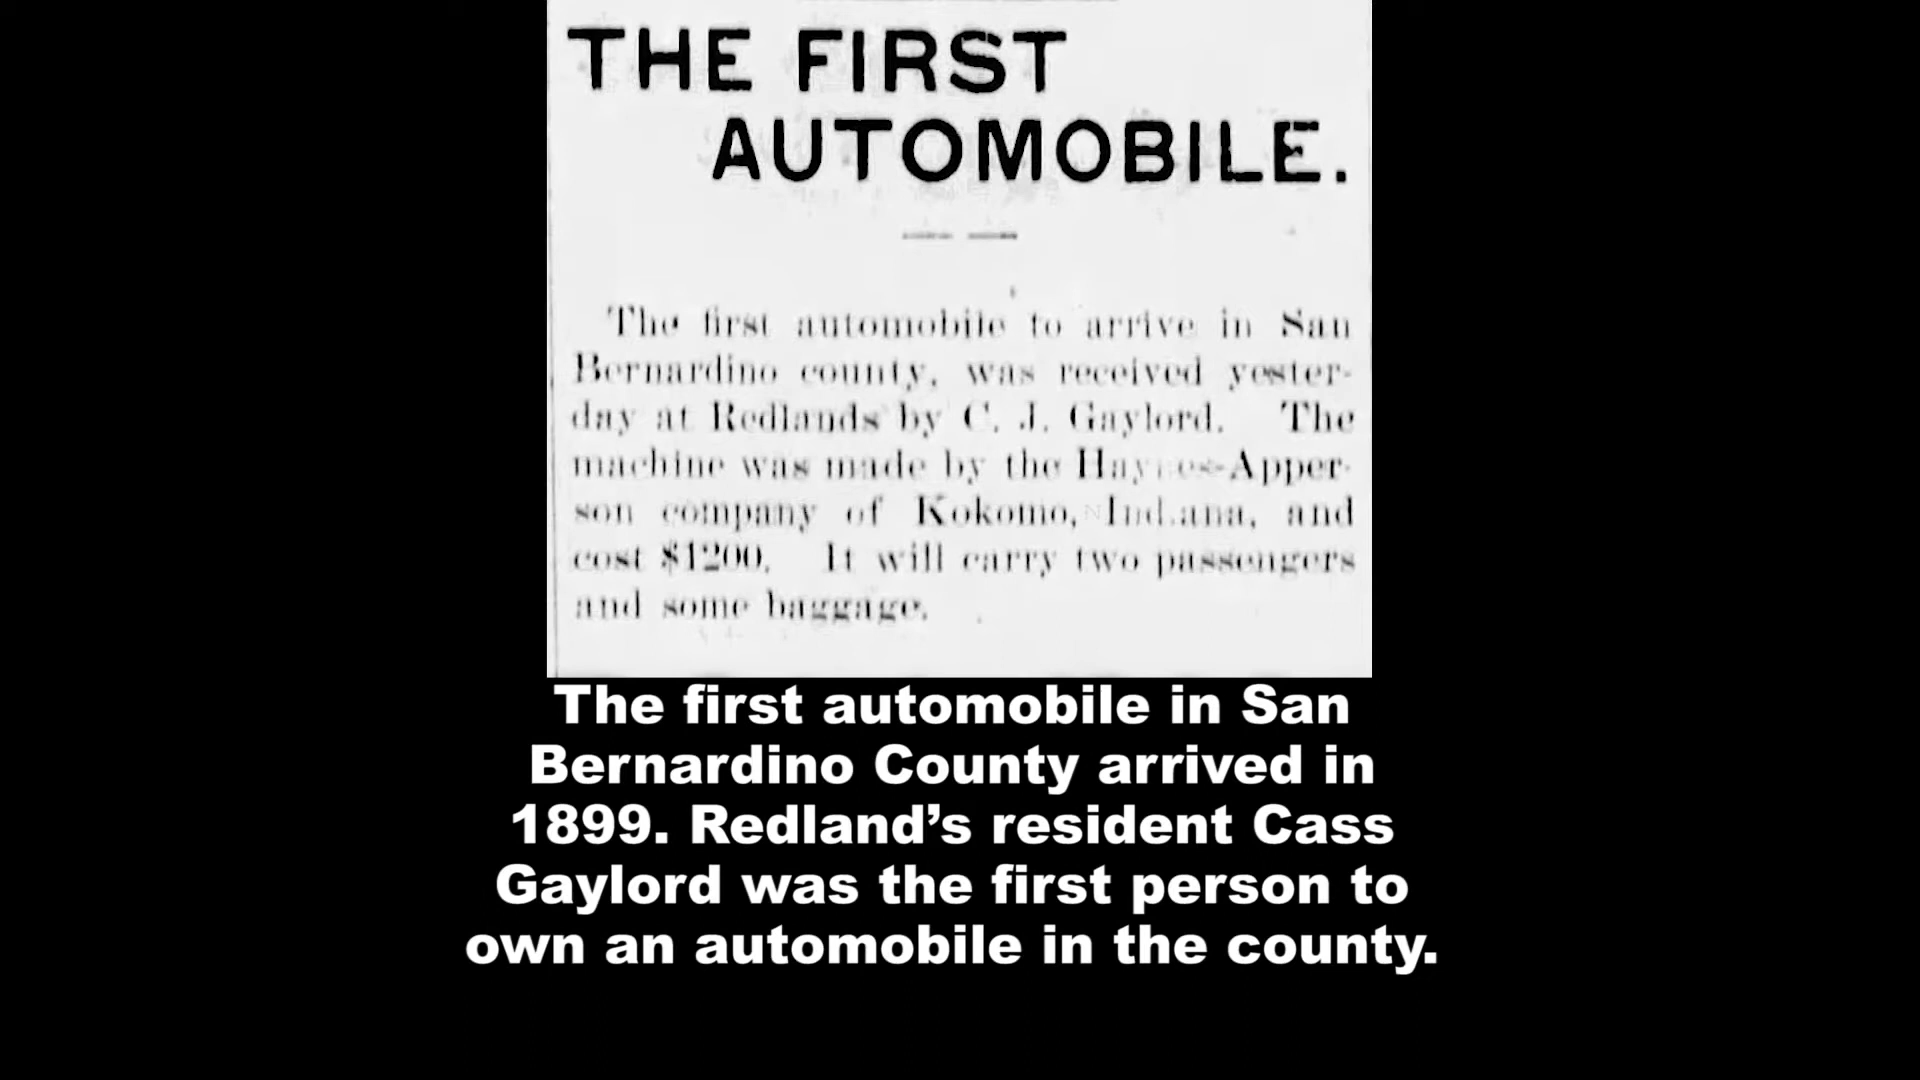 THE FIRST
AUTOMOBILE.
The first automobile to arrive in San
Bernardino county, was received yester-
day at Redlands by C. J. Gaylord. The
machine was made by the Haynes-Apper-
son company of Kokomo, Indiana, and
cost $1200. It will carry two passengers
and some baggage.
The first automobile in San
Bernardino County arrived in
1899. Redland’s resident Cass
Gaylord was the first person to
own an automobile in the county.